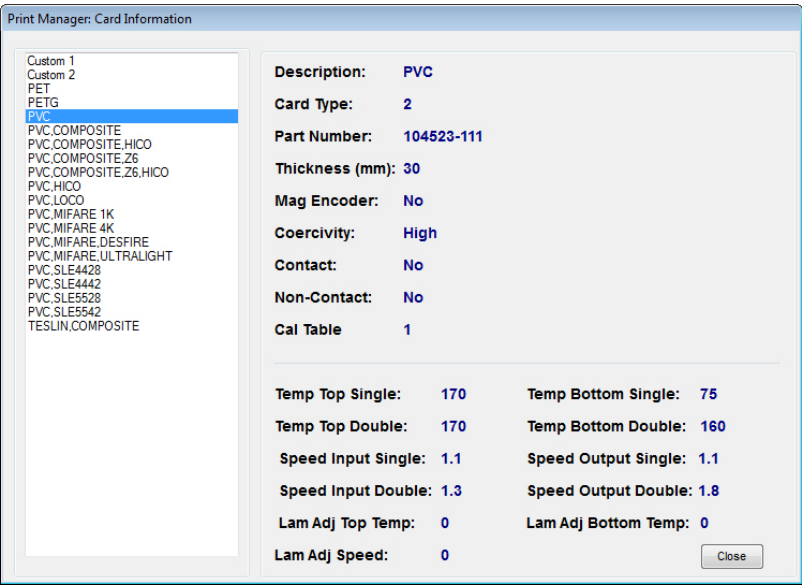 Print Manager: Card Information
Custom 1
Custom 2
PET
PETG
PVC
PVC,COMPOSITE
PVC,COMPOSITE,HICO
PVC,COMPOSITE,Z6
PVC,COMPOSITE,Z6,HICO
PVC,HICO
PVC,LOCO
PVC,MIFARE 1K
PVC,MIFARE 4K
PVC,MIFARE,DESFIRE
PVC,MIFARE,ULTRALIGHT
PVC,SLE4428
PVC,SLE4442
PVC,SLE5528
PVC,SLE5542
TESLIN,COMPOSITE
Description: PVC
Card Type: 2
Part Number: 104523-111
Thickness (mm): 30
Mag Encoder: No
Coercivity: High
Contact: No
Non-Contact: No
Cal Table 1
Temp Top Single: 170 Temp Bottom Single: 75
Temp Top Double: 170 Temp Bottom Double: 160
Speed Input Single: 1.1 Speed Output Single: 1.1
Speed Input Double: 1.3 Speed Output Double: 1.8
Lam Adj Top Temp: 0 Lam Adj Bottom Temp: 0
Lam Adj Speed: 0 Close